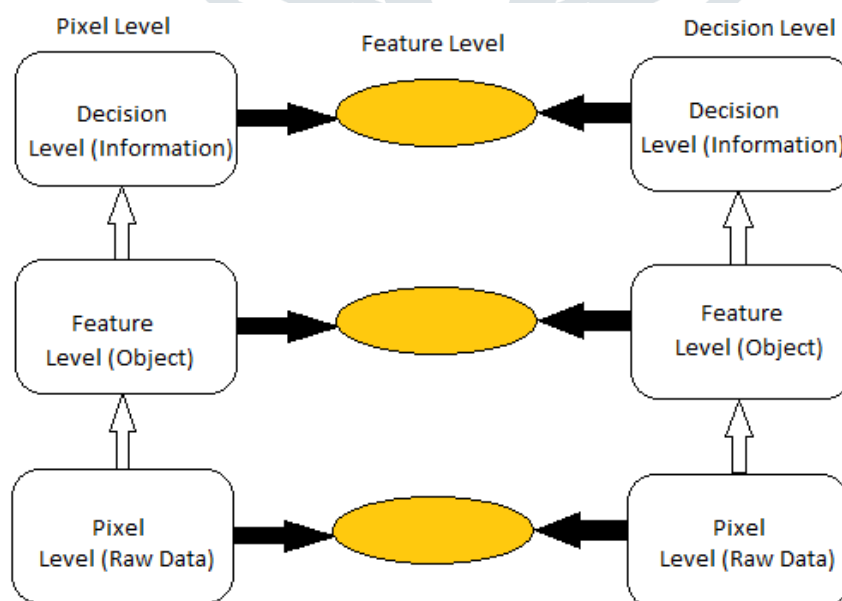 Pixel Level
Feature Level
Decision Level
Decision
Level (Information)
Decision
Level (Information)
Feature
Level (Object)
Feature
Level (Object)
Pixel
Level (Raw Data)
Pixel
Level (Raw Data)